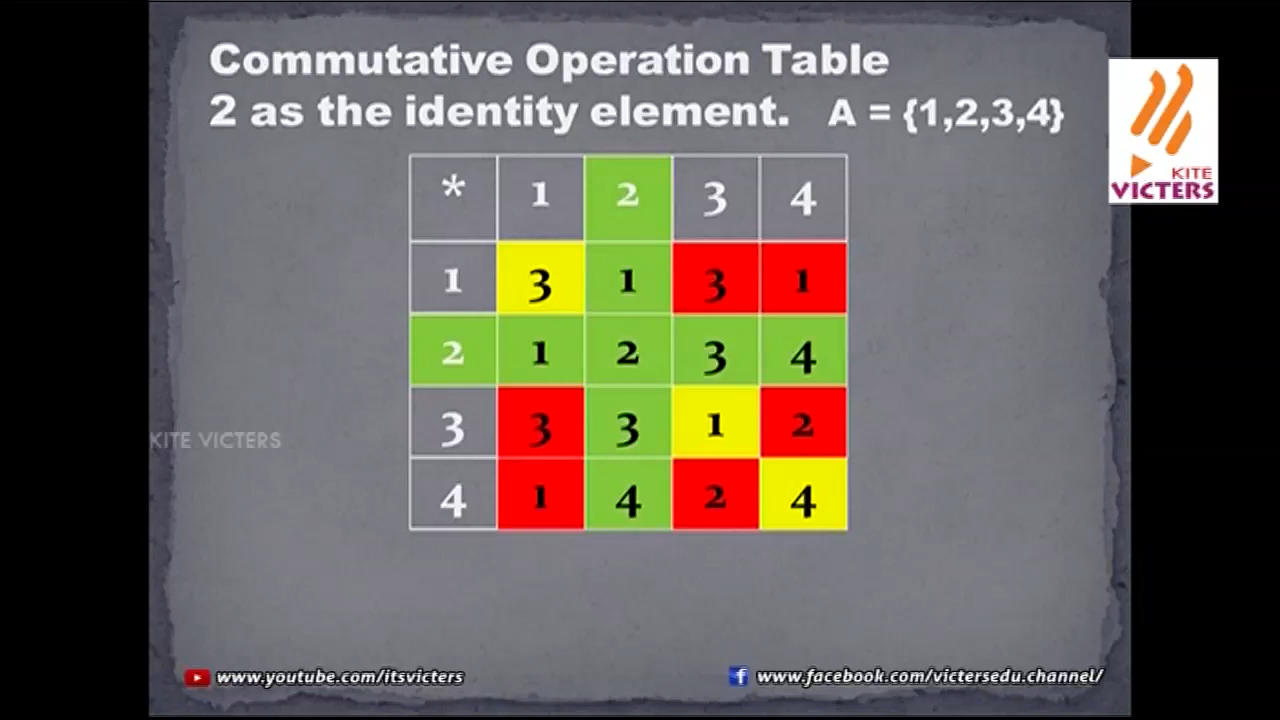 Commutative Operation Table
2 as the identity element. A = {1,2,3,4}
* 1 2 3 4
1 3 1 3 1
2 1 2 3 4
3 3 3 1 2
4 1 4 2 4
KITE
VICTERS
KITE VICTERS
www.youtube.com/itsvicters
www.facebook.com/victersedu.channel/